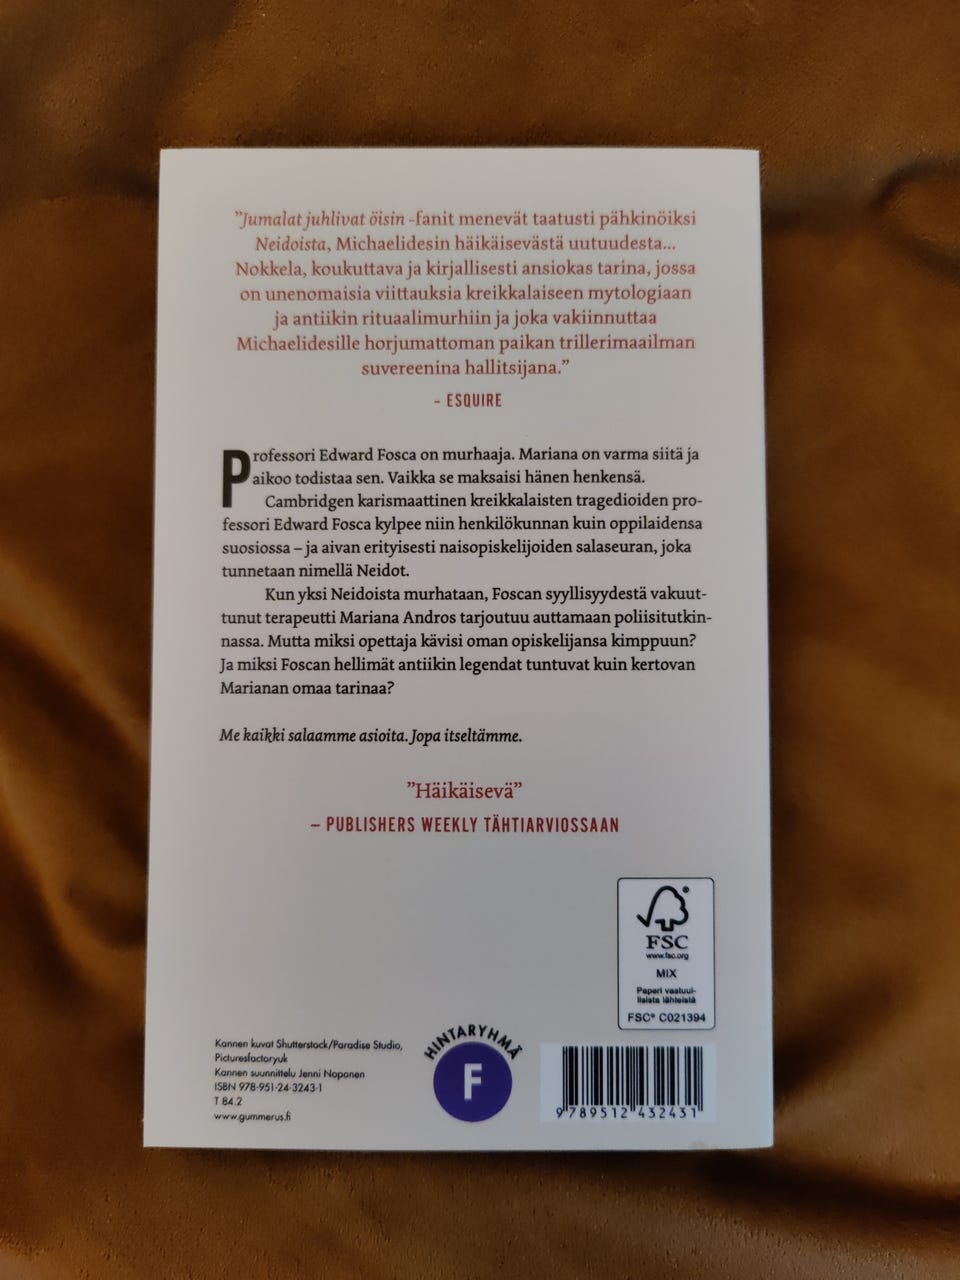 ”Jumalat juhlivat öisin -fanit menevät taatusti pähkinöiksi
Neidoista, Michaelidesin häikäisevästä uutuudesta...
Nokkela, koukuttava ja kirjallisesti ansiokas tarina, jossa
on unenomaisia viittauksia kreikkalaiseen mytologiaan
ja antiikin rituaalimurhiin ja joka vakiinnuttaa
Michaelidesille horjumattoman paikan trillerimaailman
suvereenina hallitsijana.”
– ESQUIRE
Professori Edward Fosca on murhaaja. Mariana on varma siitä ja
aikoo todistaa sen. Vaikka se maksaisi hänen henkensä.
Cambridgen karismaattinen kreikkalaisten tragedioiden pro-
fessori Edward Fosca kylpee niin henkilökunnan kuin oppilaidensa
suosiossa – ja aivan erityisesti naisopiskelijoiden salaseuran, joka
tunnetaan nimellä Neidot.
Kun yksi Neidoista murhataan, Foscan syyllisyydestä vakuut-
tunut terapeutti Mariana Andros tarjoutuu auttamaan poliisitutkin-
nassa. Mutta miksi opettaja kävisi oman opiskelijansa kimppuun?
Ja miksi Foscan hellimät antiikin legendat tuntuvat kuin kertovan
Marianan omaa tarinaa?
Me kaikki salaamme asioita. Jopa itseltämme.
”Häikäisevä”
– PUBLISHERS WEEKLY TÄHTIARVIOSSAAN
FSC®
www.fsc.org
MIX
Paperi vastuul-
lisista lähteistä
FSC® C021394
Kannen kuvat Shutterstock/Paradise Studio,
Picturesfactoryuk
Kannen suunnittelu Jenni Noponen
ISBN 978-951-24-3243-1
T 84.2
www.gummerus.fi
HINTARYHMÄ
F
9 789512 432431